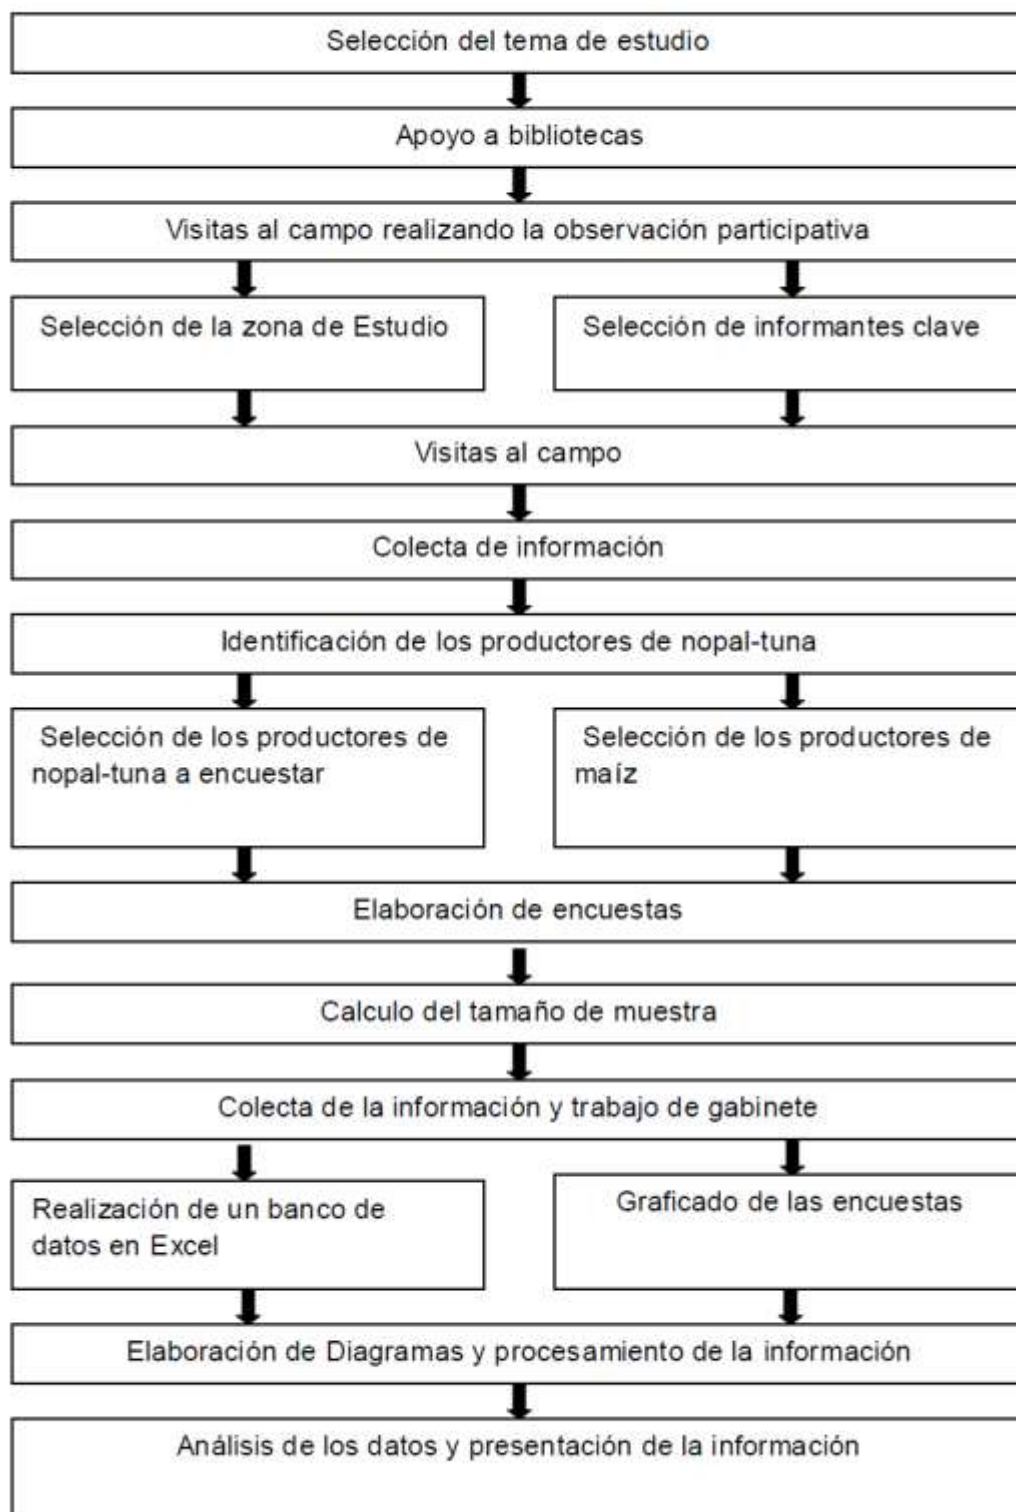 Selección del tema de estudio
Apoyo a bibliotecas
Visitas al campo realizando la observación participativa
Selección de la zona de Estudio
Selección de informantes clave
Visitas al campo
Colecta de información
Identificación de los productores de nopal-tuna
Selección de los productores de
nopal-tuna a encuestar
Selección de los productores de
maíz
Elaboración de encuestas
Calculo del tamaño de muestra
Colecta de la información y trabajo de gabinete
Realización de un banco de
datos en Excel
Graficado de las encuestas
Elaboración de Diagramas y procesamiento de la información
Análisis de los datos y presentación de la información